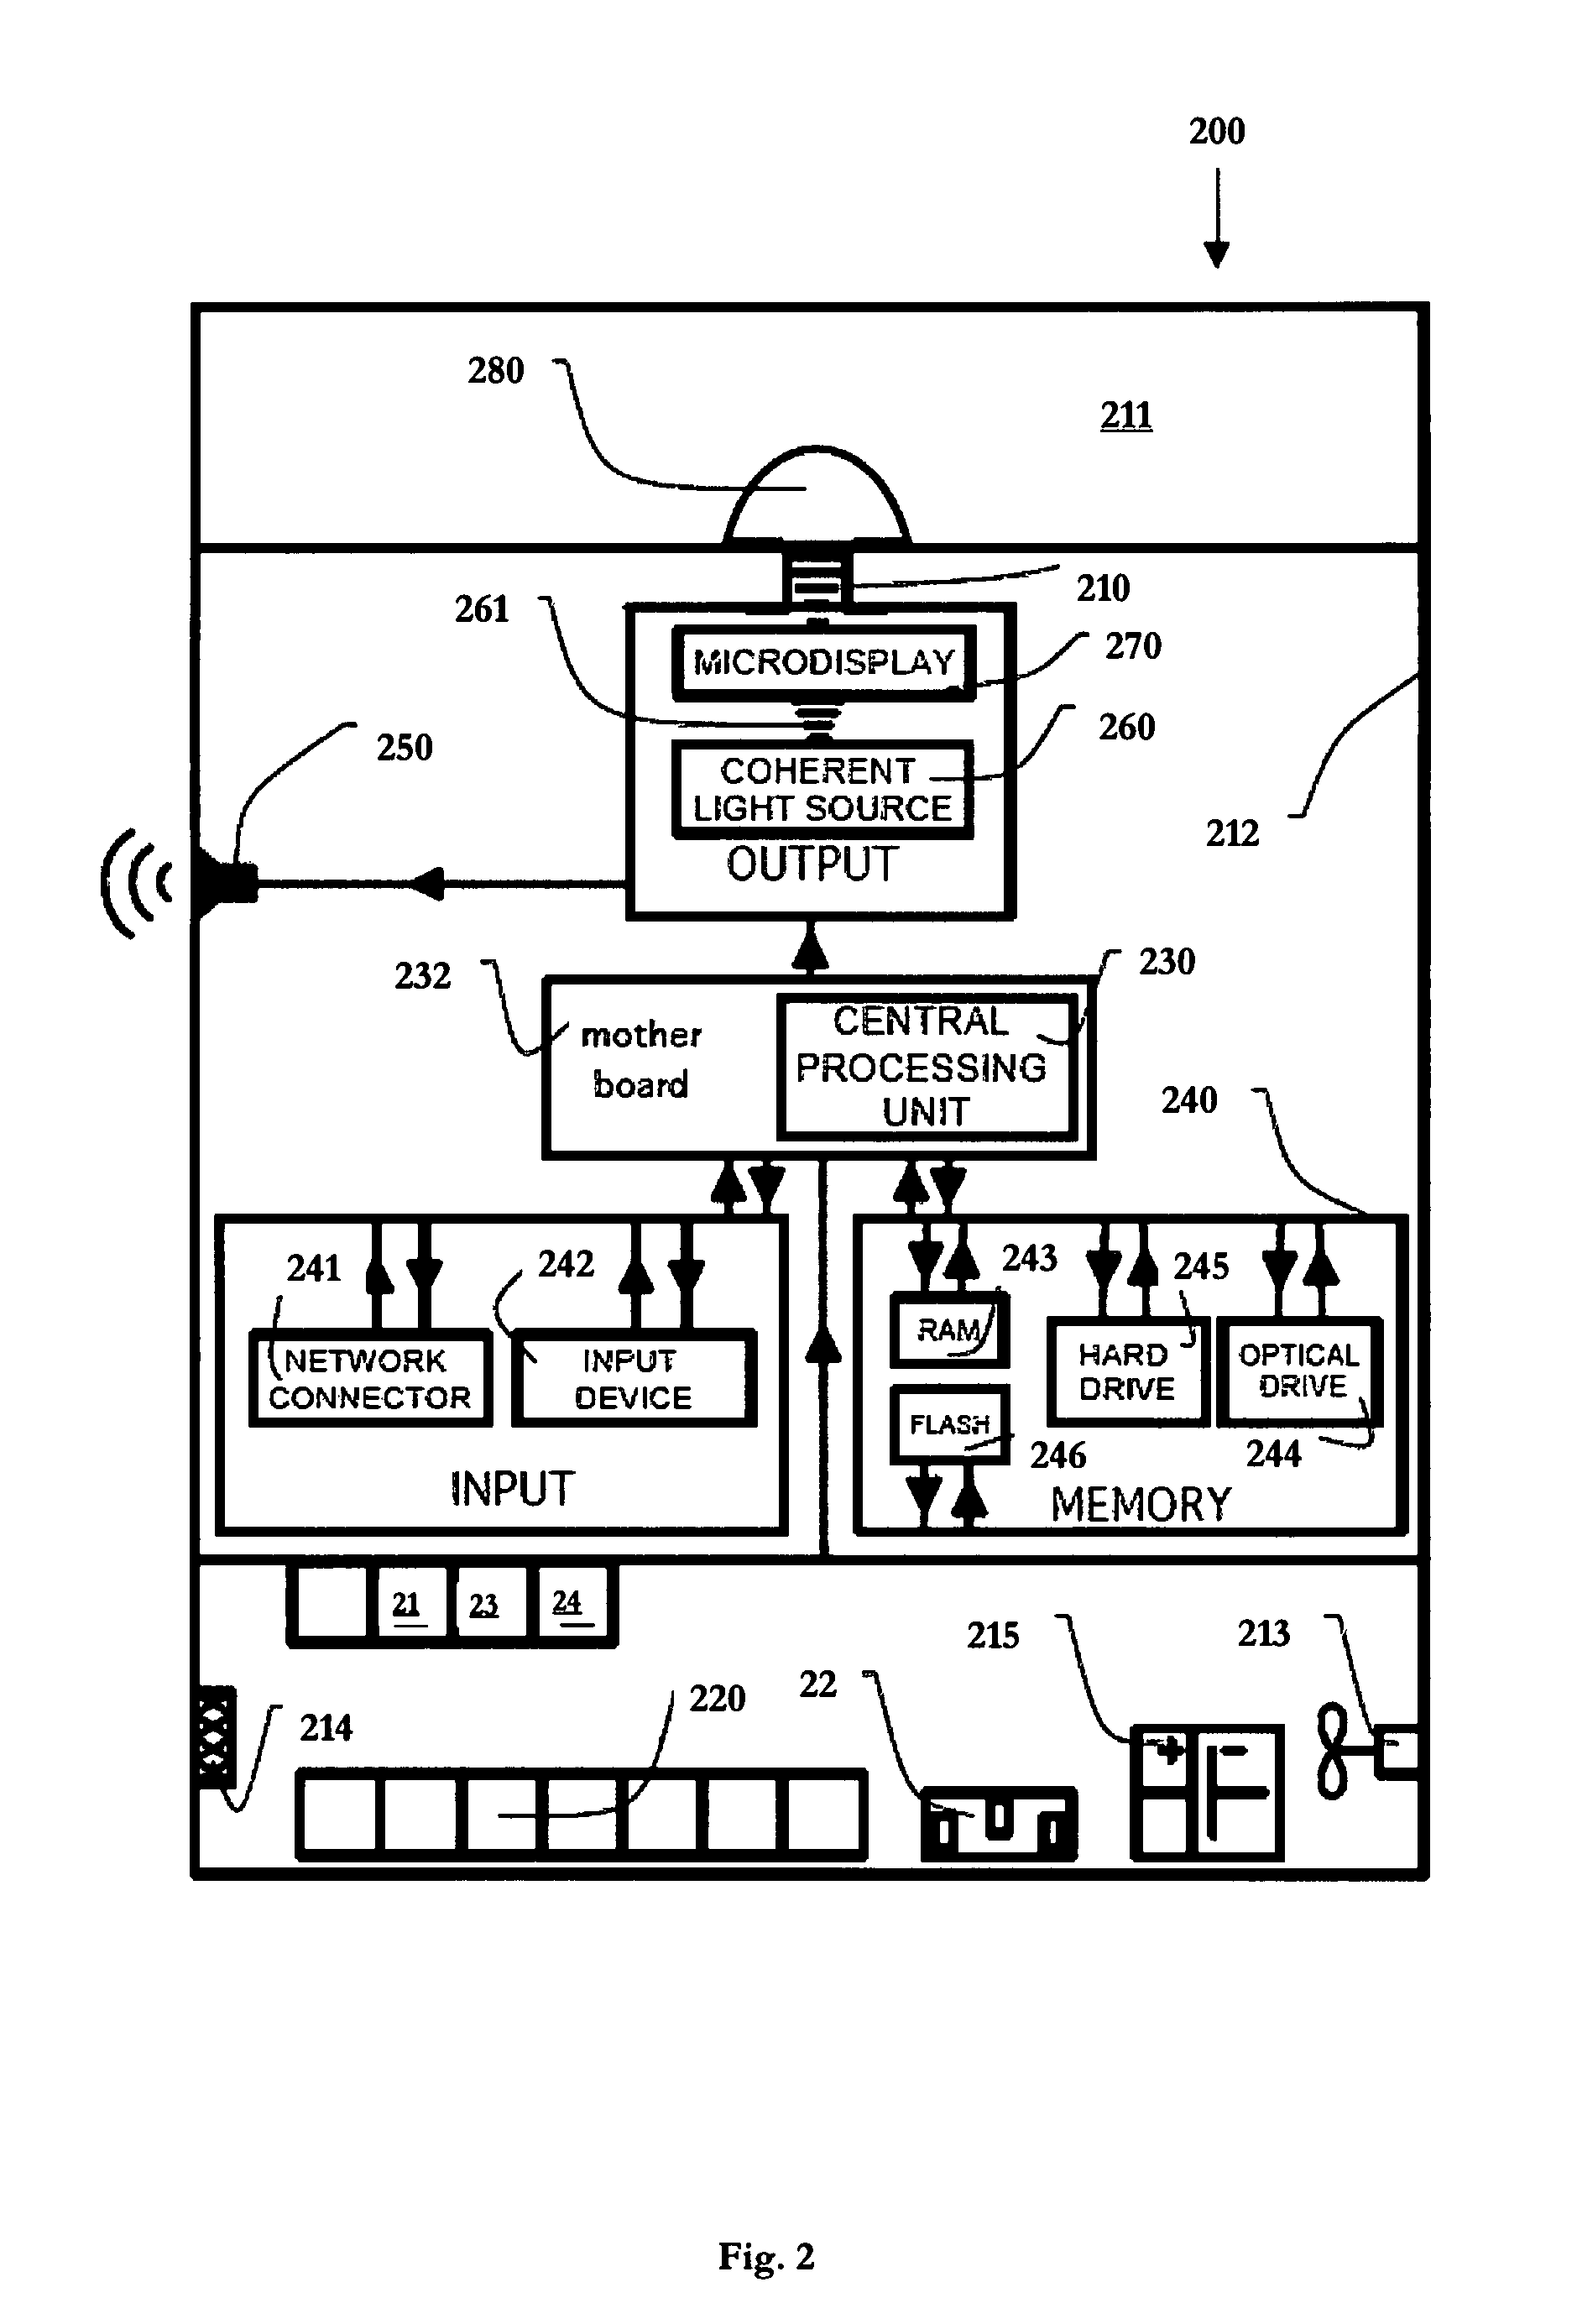 200
280
211
210
261
MICRODISPLAY
270
260
250
COHERENT
LIGHT SOURCE
212
OUTPUT
232
230
mother
board
CENTRAL
PROCESSING
UNIT
240
241
242
243
245
RAM
NETWORK
CONNECTOR
INPUT
DEVICE
HARD
DRIVE
OPTICAL
DRIVE
FLASH
246
244
INPUT
MEMORY
21
23
24
215
213
214
220
22
+
-
Fig. 2